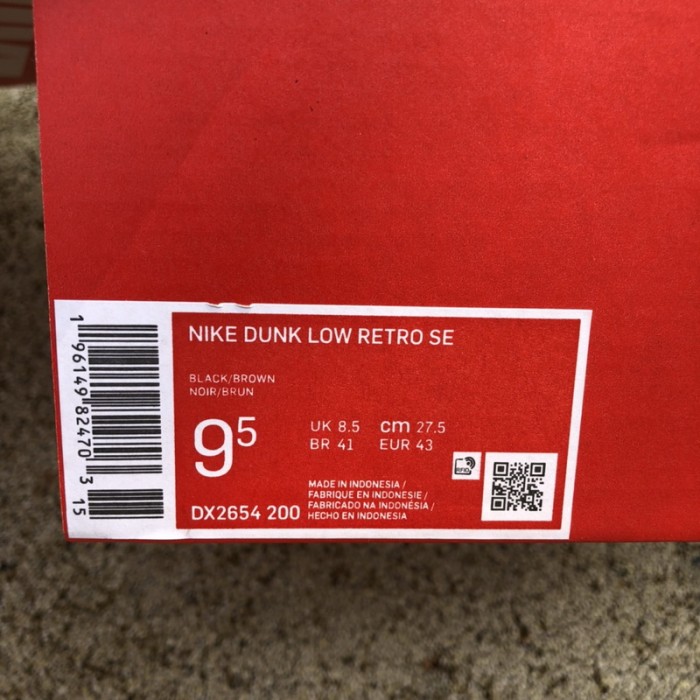 NIKE DUNK LOW RETRO SE
BLACK/BROWN
NOIR/BRUN
9⁵
UK 8.5 cm 27.5
BR 41 EUR 43
MADE IN INDONESIA /
FABRIQUE EN INDONESIE /
FABRICADO NA INDONÉSIA /
HECHO EN INDONESIA
DX2654 200
RFID
1 96149 82470 3 15